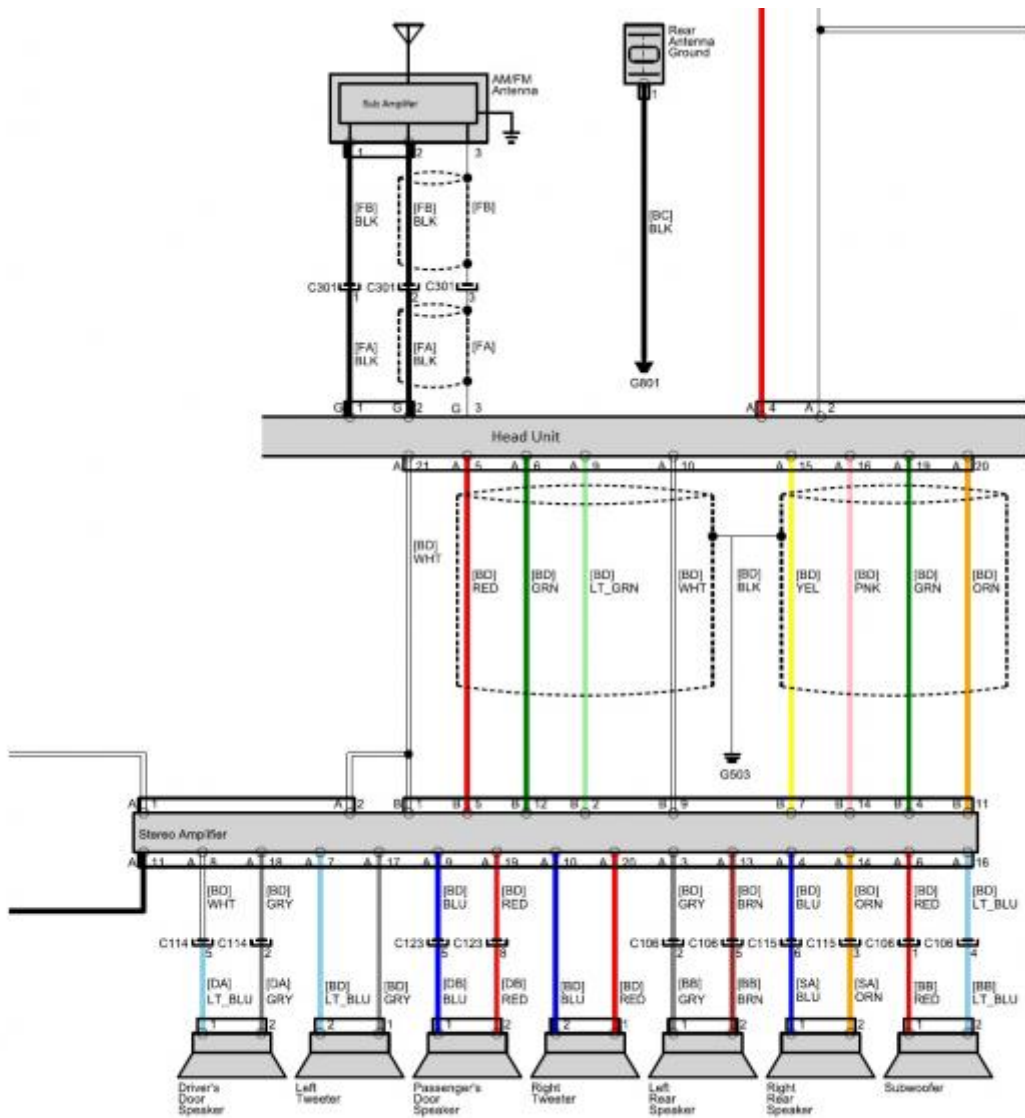 Rear
Antenna
Ground
1
AM/FM
Antenna
Sub Amplifer
1 2 3
[FB]
BLK
[FB]
BLK
[FB]
[BC]
BLK
C301 1 C301 2 C301 3
[FA]
BLK
[FA]
BLK
[FA]
G801
G 1 G 2 G 3 A 4 A 2
Head Unit
A 21 A 5 A 6 A 9 A 10 A 15 A 16 A 19 A 20
[BD]
WHT
[BD]
RED
[BD]
GRN
[BD]
LT_GRN
[BD]
WHT
[BD]
BLK
[BD]
YEL
[BD]
PNK
[BD]
GRN
[BD]
ORN
G503
A 1 A 2 B 1 B 5 B 12 B 2 B 9 B 7 B 14 B 4 B 11
Stereo Amplifier
A 11 A 8 A 18 A 7 A 17 A 9 A 19 A 10 A 20 A 3 A 13 A 4 A 14 A 6 A 16
[BD]
WHT
[BD]
GRY
[BD]
BLU
[BD]
RED
[BD]
GRY
[BD]
BRN
[BD]
BLU
[BD]
ORN
[BD]
RED
[BD]
LT_BLU
C114 5 C114 2 C123 5 C123 8 C106 2 C106 5 C115 6 C115 3 C106 1 C106 4
[DA]
LT_BLU
[DA]
GRY
[BD]
LT_BLU
[BD]
GRY
[DB]
BLU
[DB]
RED
[BD]
BLU
[BD]
RED
[BB]
GRY
[BB]
BRN
[SA]
BLU
[SA]
ORN
[BB]
RED
[BB]
LT_BLU
1 2 2 1 1 2 2 1 1 2 1 2 1 2
Driver's
Door
Speaker
Left
Tweeter
Passenger's
Door
Speaker
Right
Tweeter
Left
Rear
Speaker
Right
Rear
Speaker
Subwoofer